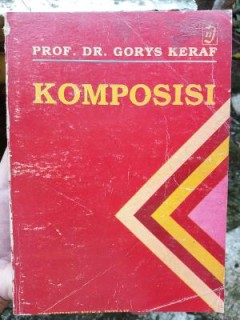 PROF. DR. GORYS KERAF
KOMPOSISI